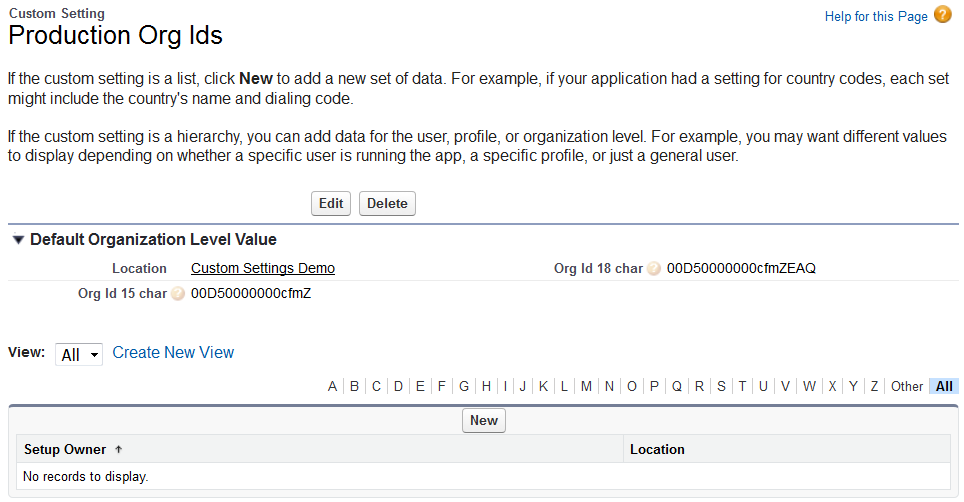 Custom Setting
Help for this Page ?
Production Org Ids
If the custom setting is a list, click New to add a new set of data. For example, if your application had a setting for country codes, each set
might include the country's name and dialing code.
If the custom setting is a hierarchy, you can add data for the user, profile, or organization level. For example, you may want different values
to display depending on whether a specific user is running the app, a specific profile, or just a general user.
Edit Delete
Default Organization Level Value
Location Custom Settings Demo Org Id 18 char ? 00D50000000cfmZEAQ
Org Id 15 char ? 00D50000000cfmZ
View: All Create New View
A B C D E F G H I J K L M N O P Q R S T U V W X Y Z Other All
New
Setup Owner ↑ Location
No records to display.